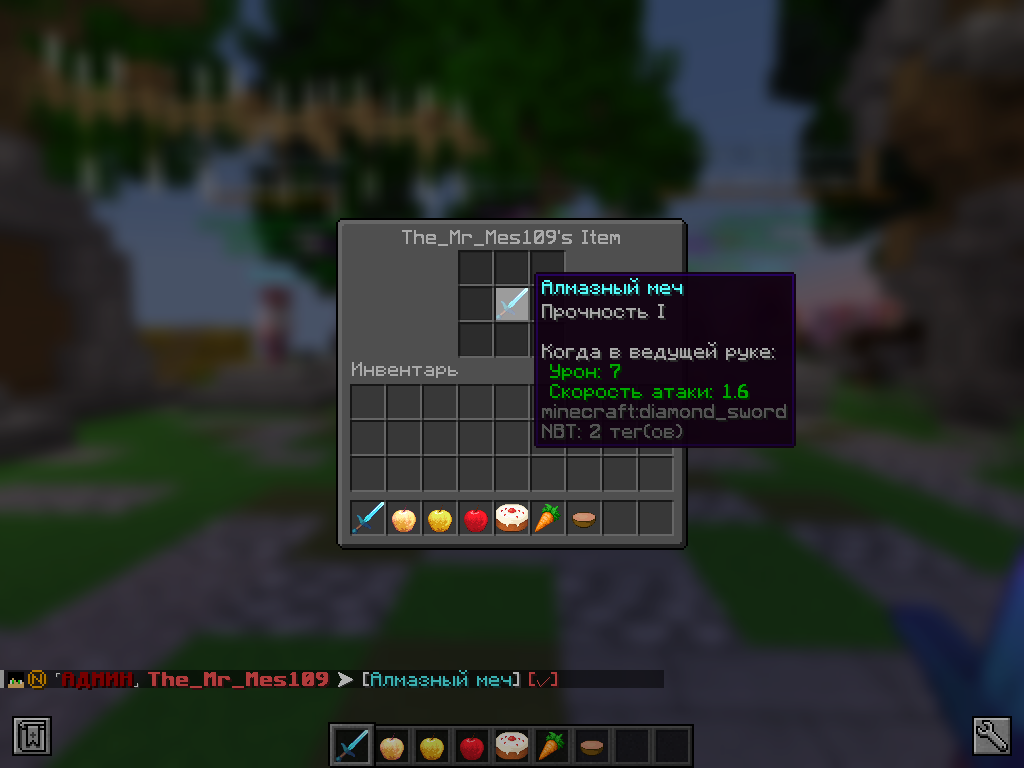 The_Mr_Mes109's Item
Алмазный меч
Прочность I
Когда в ведущей руке:
Урон: 7
Скорость атаки: 1.6
minecraft:diamond_sword
NBT: 2 тег(ов)
Инвентарь
N「АДМИН」The_Mr_Mes109 ➤ [Алмазный меч] [✓]